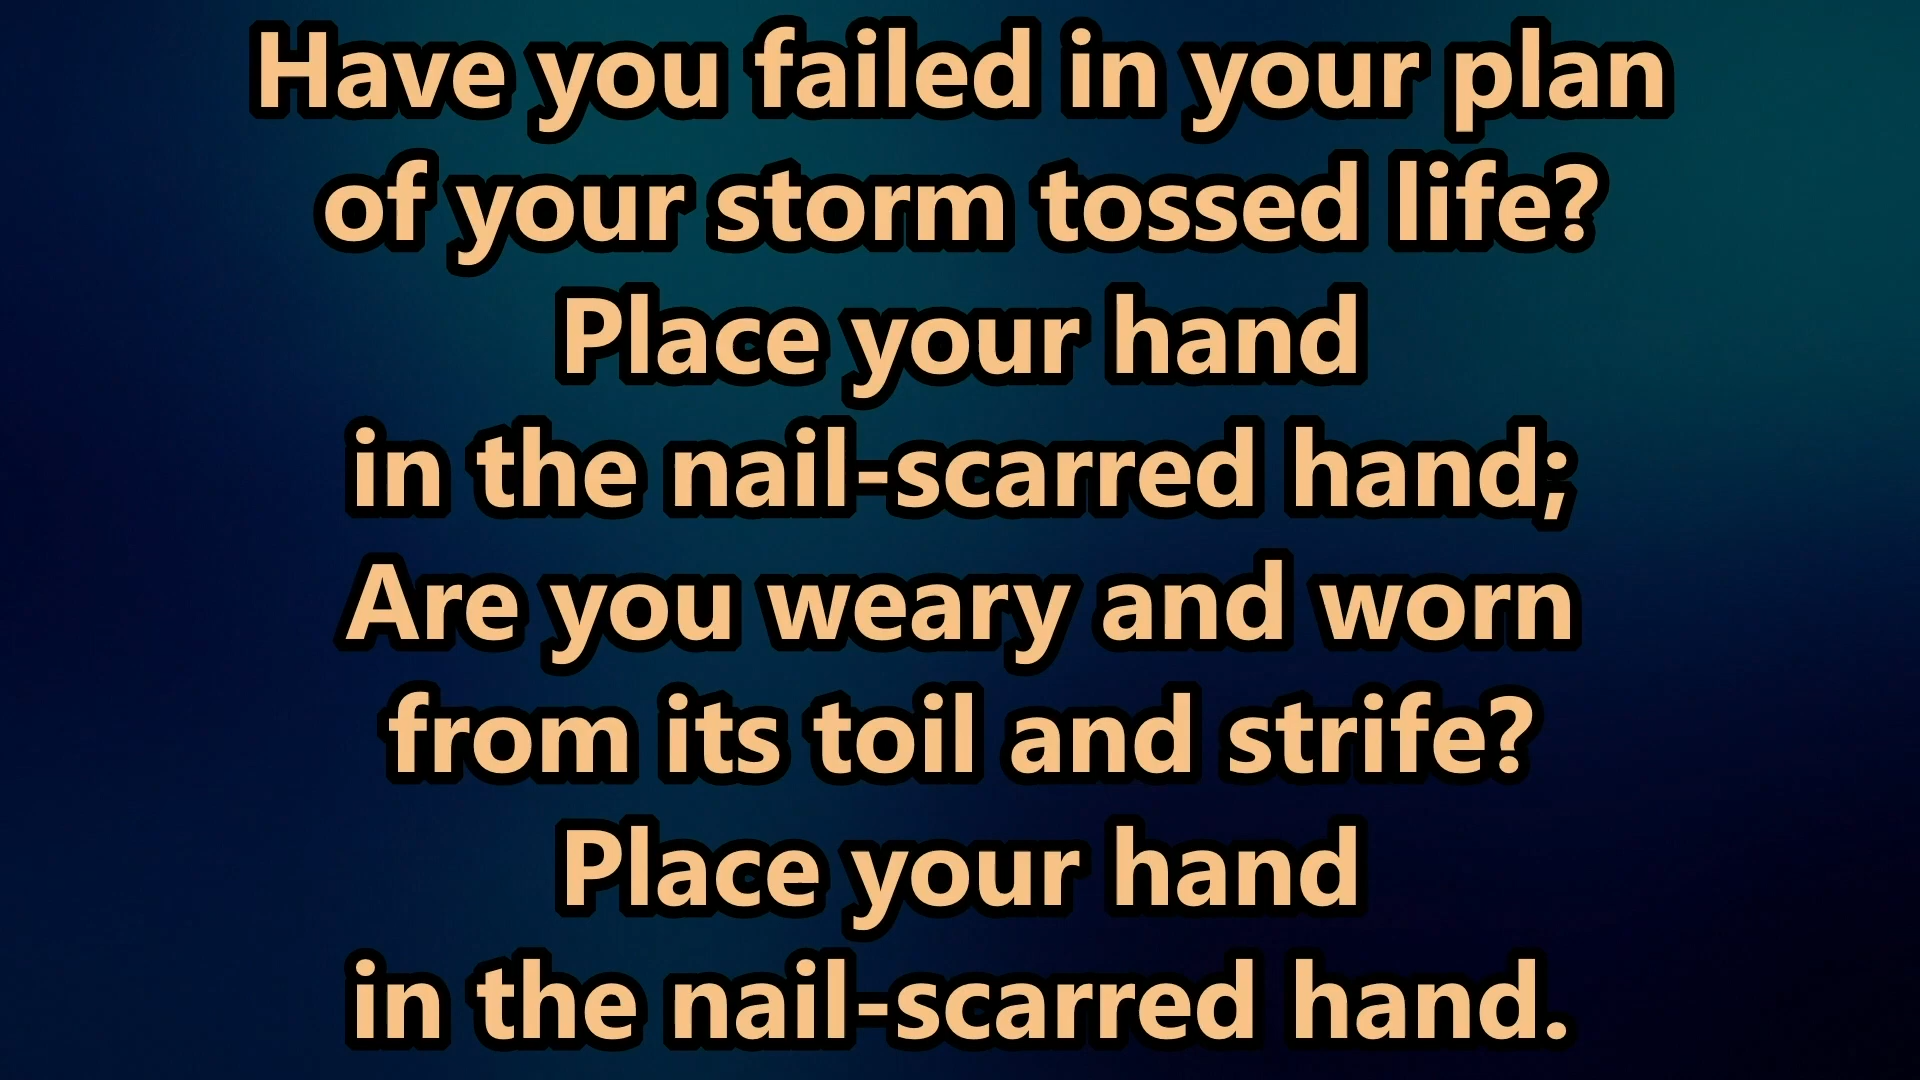 Have you failed in your plan
of your storm tossed life?
Place your hand
in the nail-scarred hand;
Are you weary and worn
from its toil and strife?
Place your hand
in the nail-scarred hand.